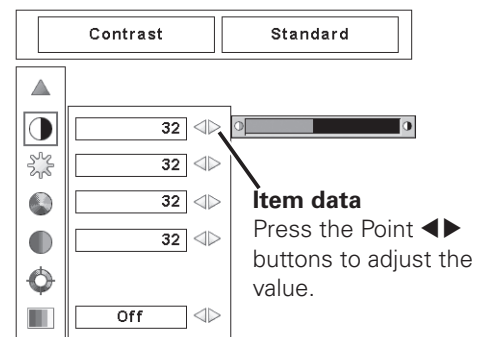 Contrast Standard
32
32
32
32
Off
Item data
Press the Point ◀▶
buttons to adjust the
value.